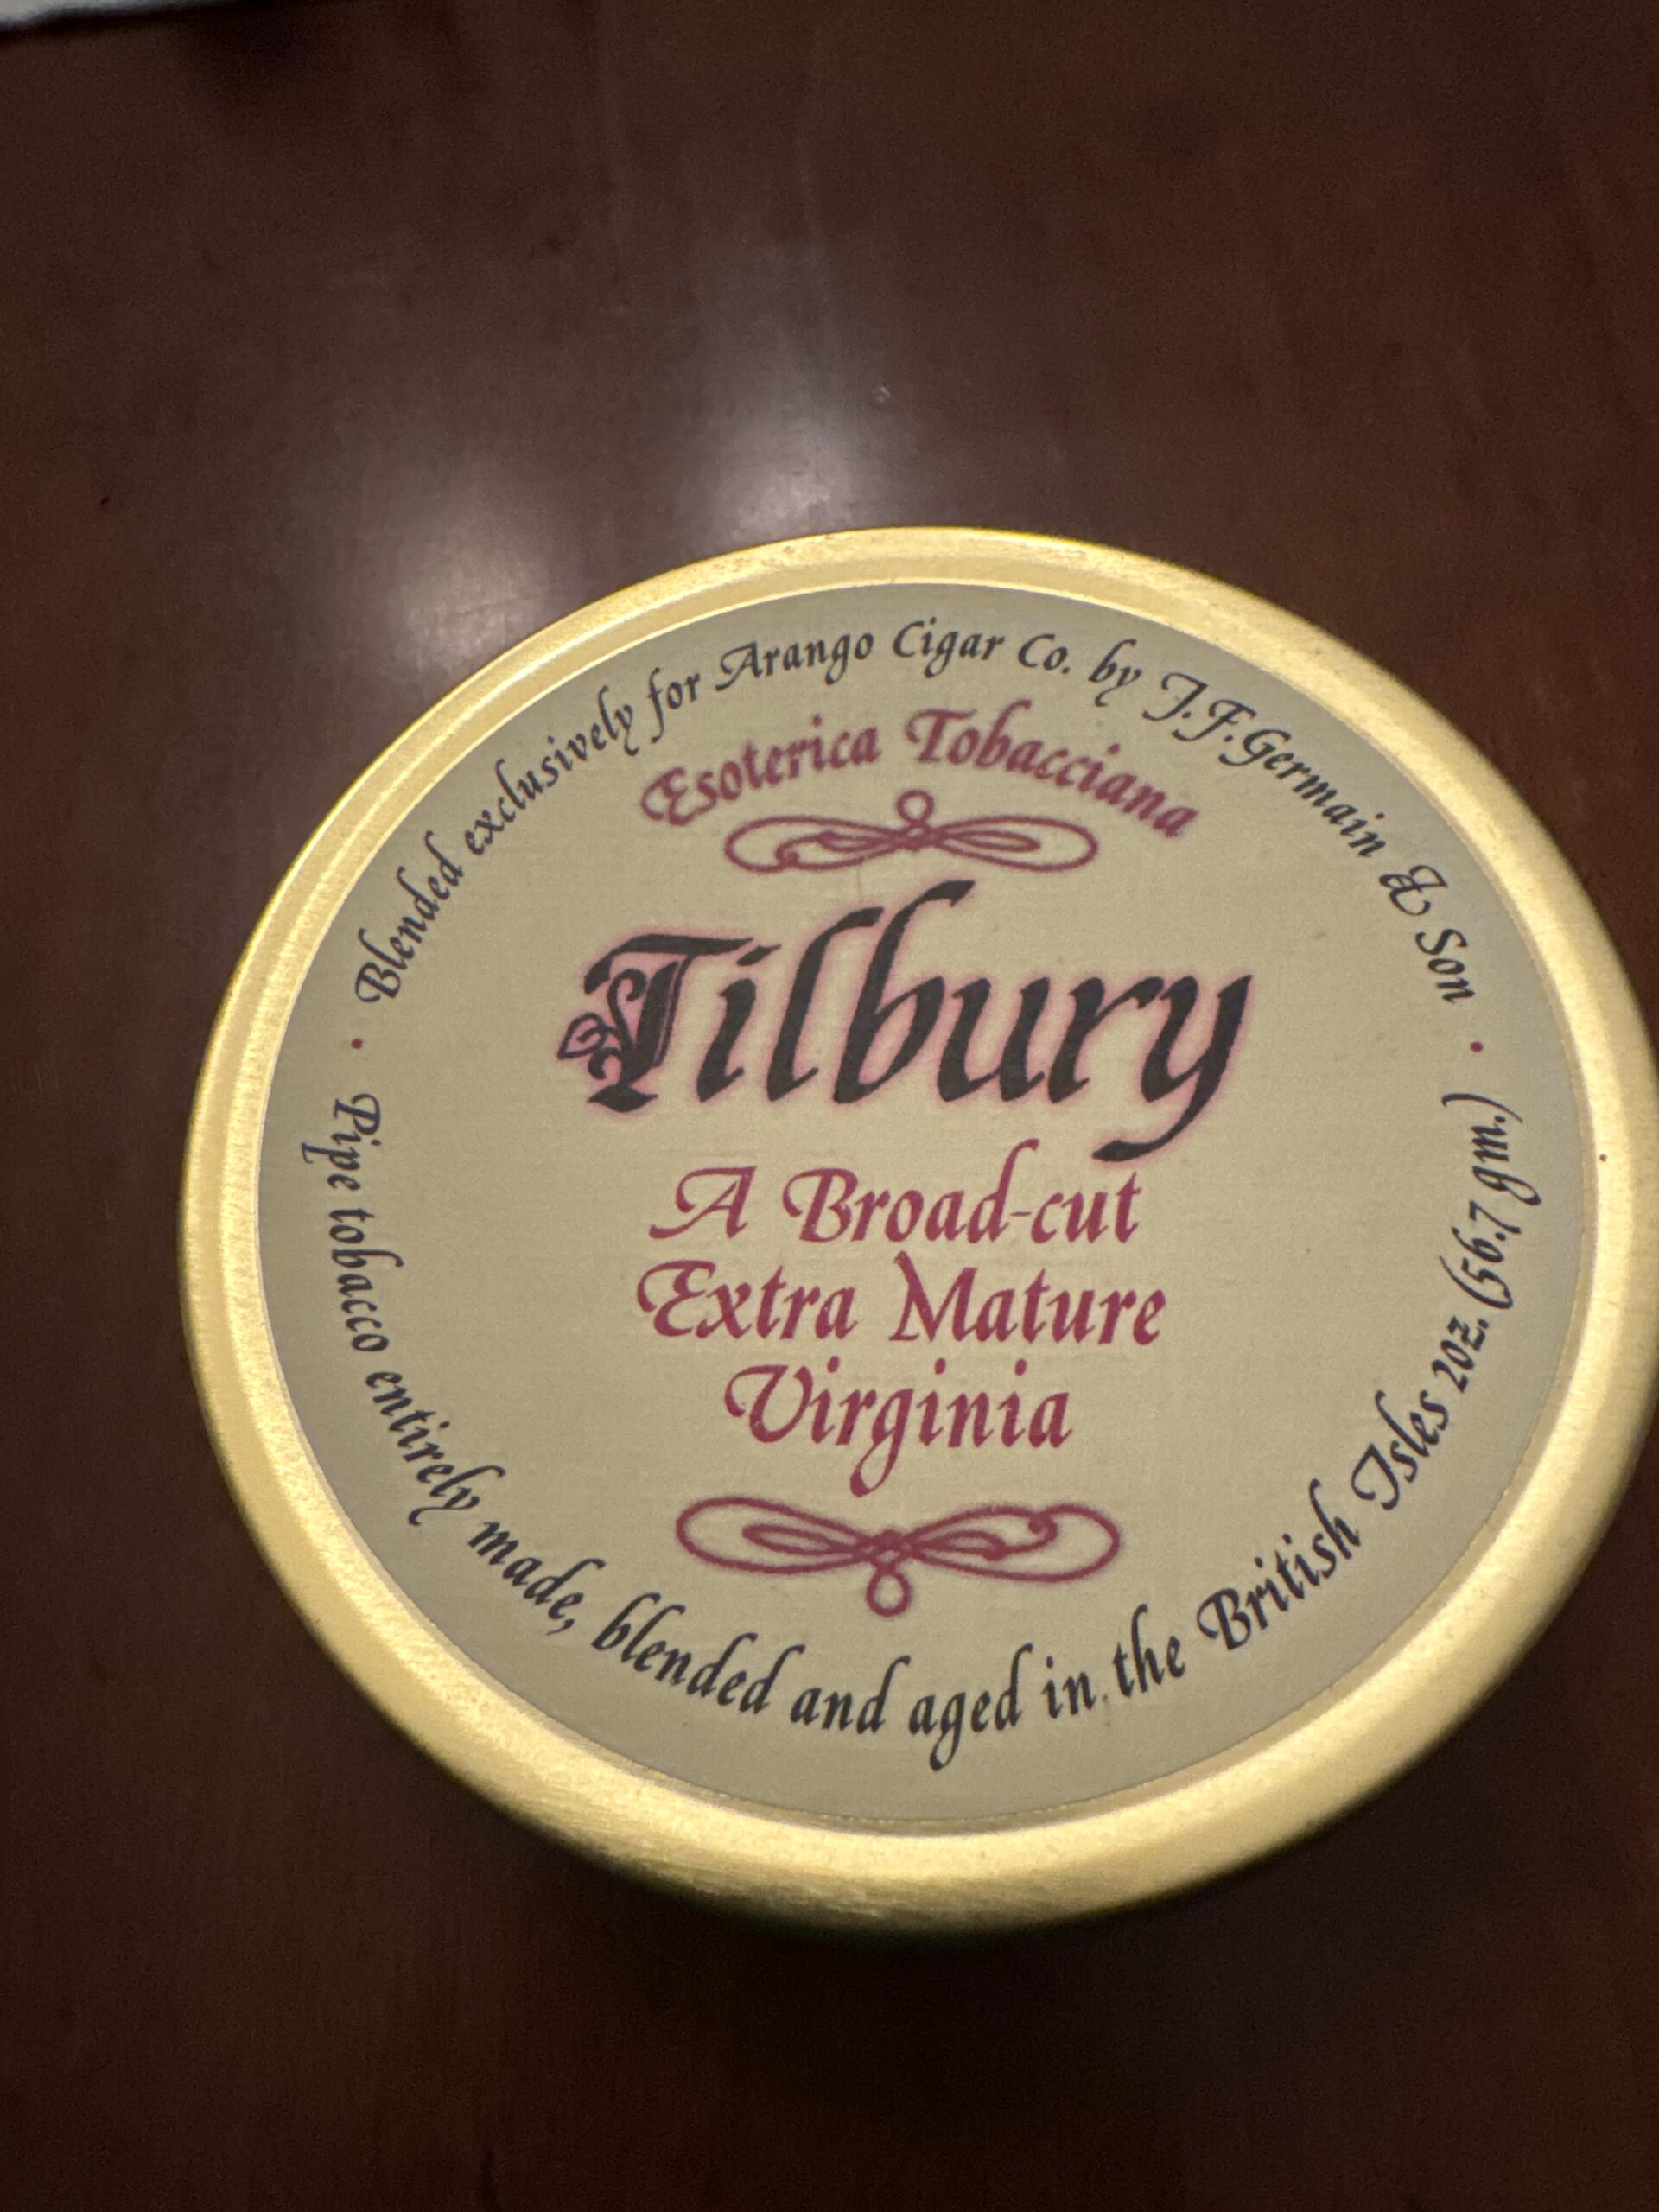 Blended exclusively for Arango Cigar Co. by J.F.Germain & Son
Esoterica Tobacciana
Tilbury
A Broad-cut
Extra Mature
Virginia
Pipe tobacco entirely made, blended and aged in the British Isles 2oz. (56.7 gm.)